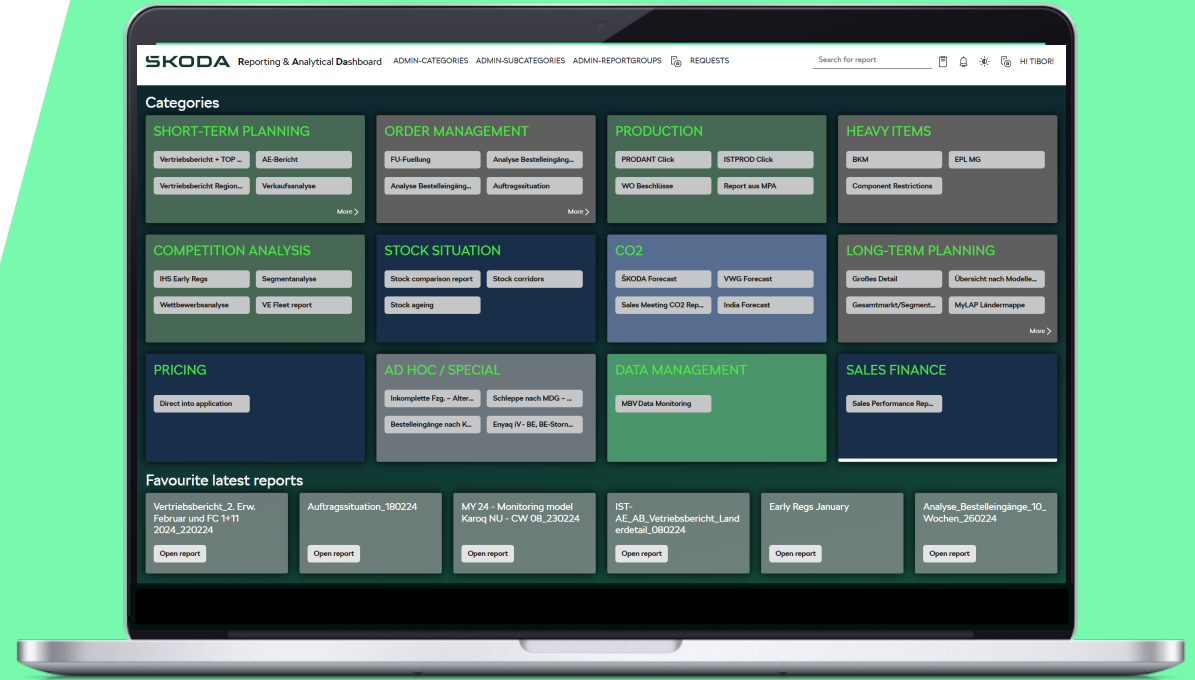 ŠKODA Reporting & Analytical Dashboard ADMIN-CATEGORIES ADMIN-SUBCATEGORIES ADMIN-REPORTGROUPS REQUESTS Search for report HI TIBOR!
Categories
SHORT-TERM PLANNING
Vertriebsbericht + TOP ... AE-Bericht
Vertriebsbericht Region... Verkaufsanalyse
More
ORDER MANAGEMENT
FU-Fuellung Analyse Bestelleingäng...
Analyse Bestelleingäng... Auftragssituation
More
PRODUCTION
PRODANT Click ISTPROD Click
WO Beschlüsse Report aus MPA
HEAVY ITEMS
BKM EPL MG
Component Restrictions
COMPETITION ANALYSIS
IHS Early Regs Segmentanalyse
Wettbewerbsanalyse VE Fleet report
STOCK SITUATION
Stock comparison report Stock corridors
Stock ageing
CO2
ŠKODA Forecast VWG Forecast
Sales Meeting CO2 Rep... India Forecast
LONG-TERM PLANNING
Großes Detail Übersicht nach Modelle...
Gesamtmarkt/Segment... MyLAP Ländermappe
More
PRICING
Direct into application
AD HOC / SPECIAL
Inkomplette Fzg. – Alter... Schleppe nach MDG – ...
Bestelleingänge nach K... Enyaq iV - BE, BE-Storn...
DATA MANAGEMENT
MBV Data Monitoring
SALES FINANCE
Sales Performance Rep...
Favourite latest reports
Vertriebsbericht_2. Erw.
Februar und FC 1+11
2024_220224
Open report
Auftragssituation_180224
Open report
MY 24 - Monitoring model
Karoq NU - CW 08_230224
Open report
IST-
AE_AB_Vetriebsbericht_Land
erdetail_080224
Open report
Early Regs January
Open report
Analyse_Bestelleingänge_10_
Wochen_260224
Open report